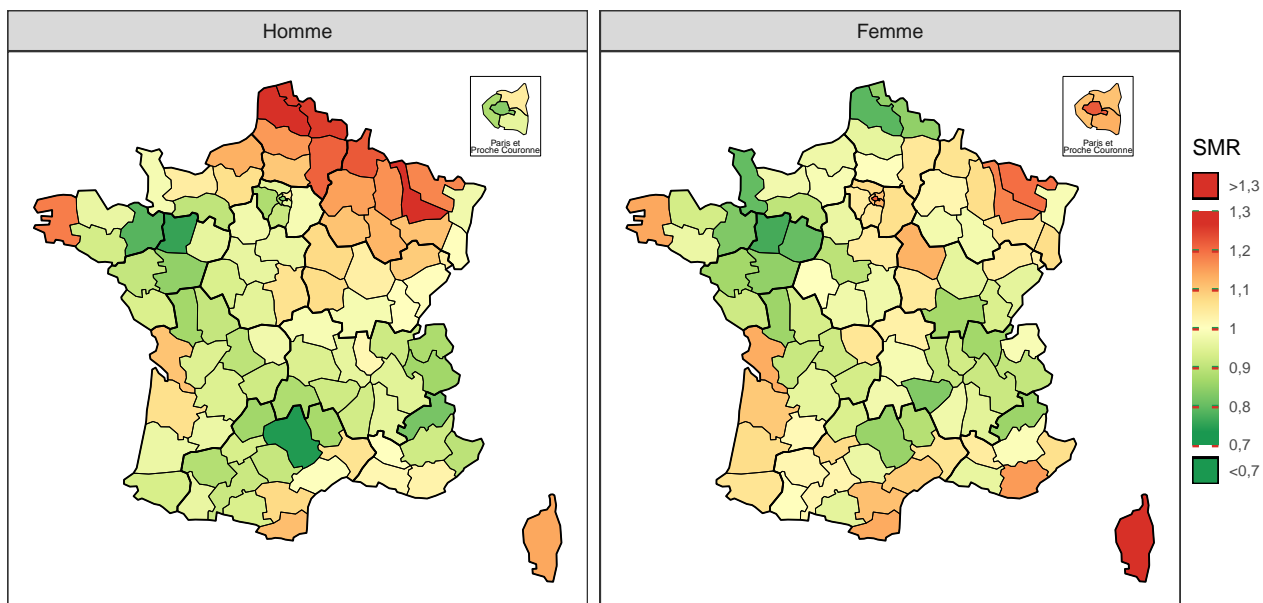 Homme
Femme
Paris et
Proche Couronne
Paris et
Proche Couronne
SMR
>1,3
1,3
1,2
1,1
1
0,9
0,8
0,7
<0,7